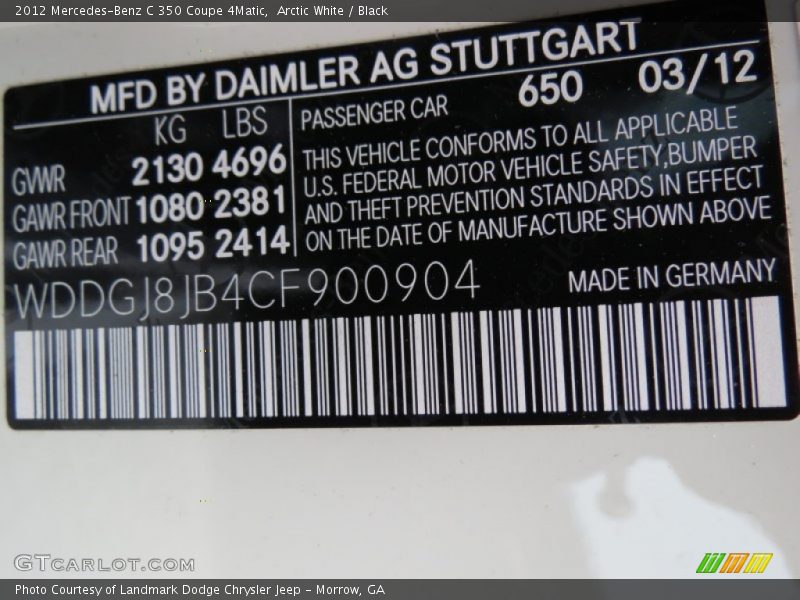 2012 Mercedes-Benz C 350 Coupe 4Matic,  Arctic White / Black
MFD BY DAIMLER AG STUTTGART
KG LBS
GVWR 2130 4696
GAWR FRONT 1080 2381
GAWR REAR 1095 2414
PASSENGER CAR 650 03/12
THIS VEHICLE CONFORMS TO ALL APPLICABLE
U.S. FEDERAL MOTOR VEHICLE SAFETY,BUMPER
AND THEFT PREVENTION STANDARDS IN EFFECT
ON THE DATE OF MANUFACTURE SHOWN ABOVE
WDDGJ8JB4CF900904
MADE IN GERMANY
GTCARLOT.COM
Photo Courtesy of Landmark Dodge Chrysler Jeep - Morrow, GA